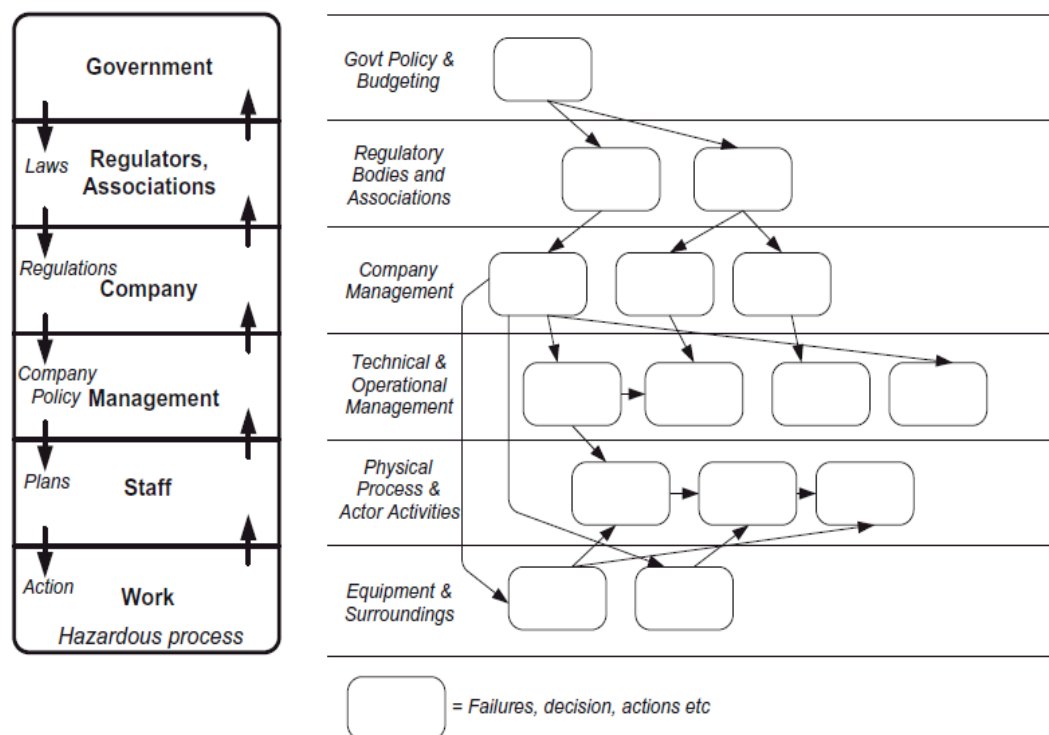 Government
Laws
Regulators,
Associations
Regulations
Company
Company
Policy
Management
Plans
Staff
Action
Work
Hazardous process
Govt Policy &
Budgeting
Regulatory
Bodies and
Associations
Company
Management
Technical &
Operational
Management
Physical
Process &
Actor Activities
Equipment &
Surroundings
= Failures, decision, actions etc